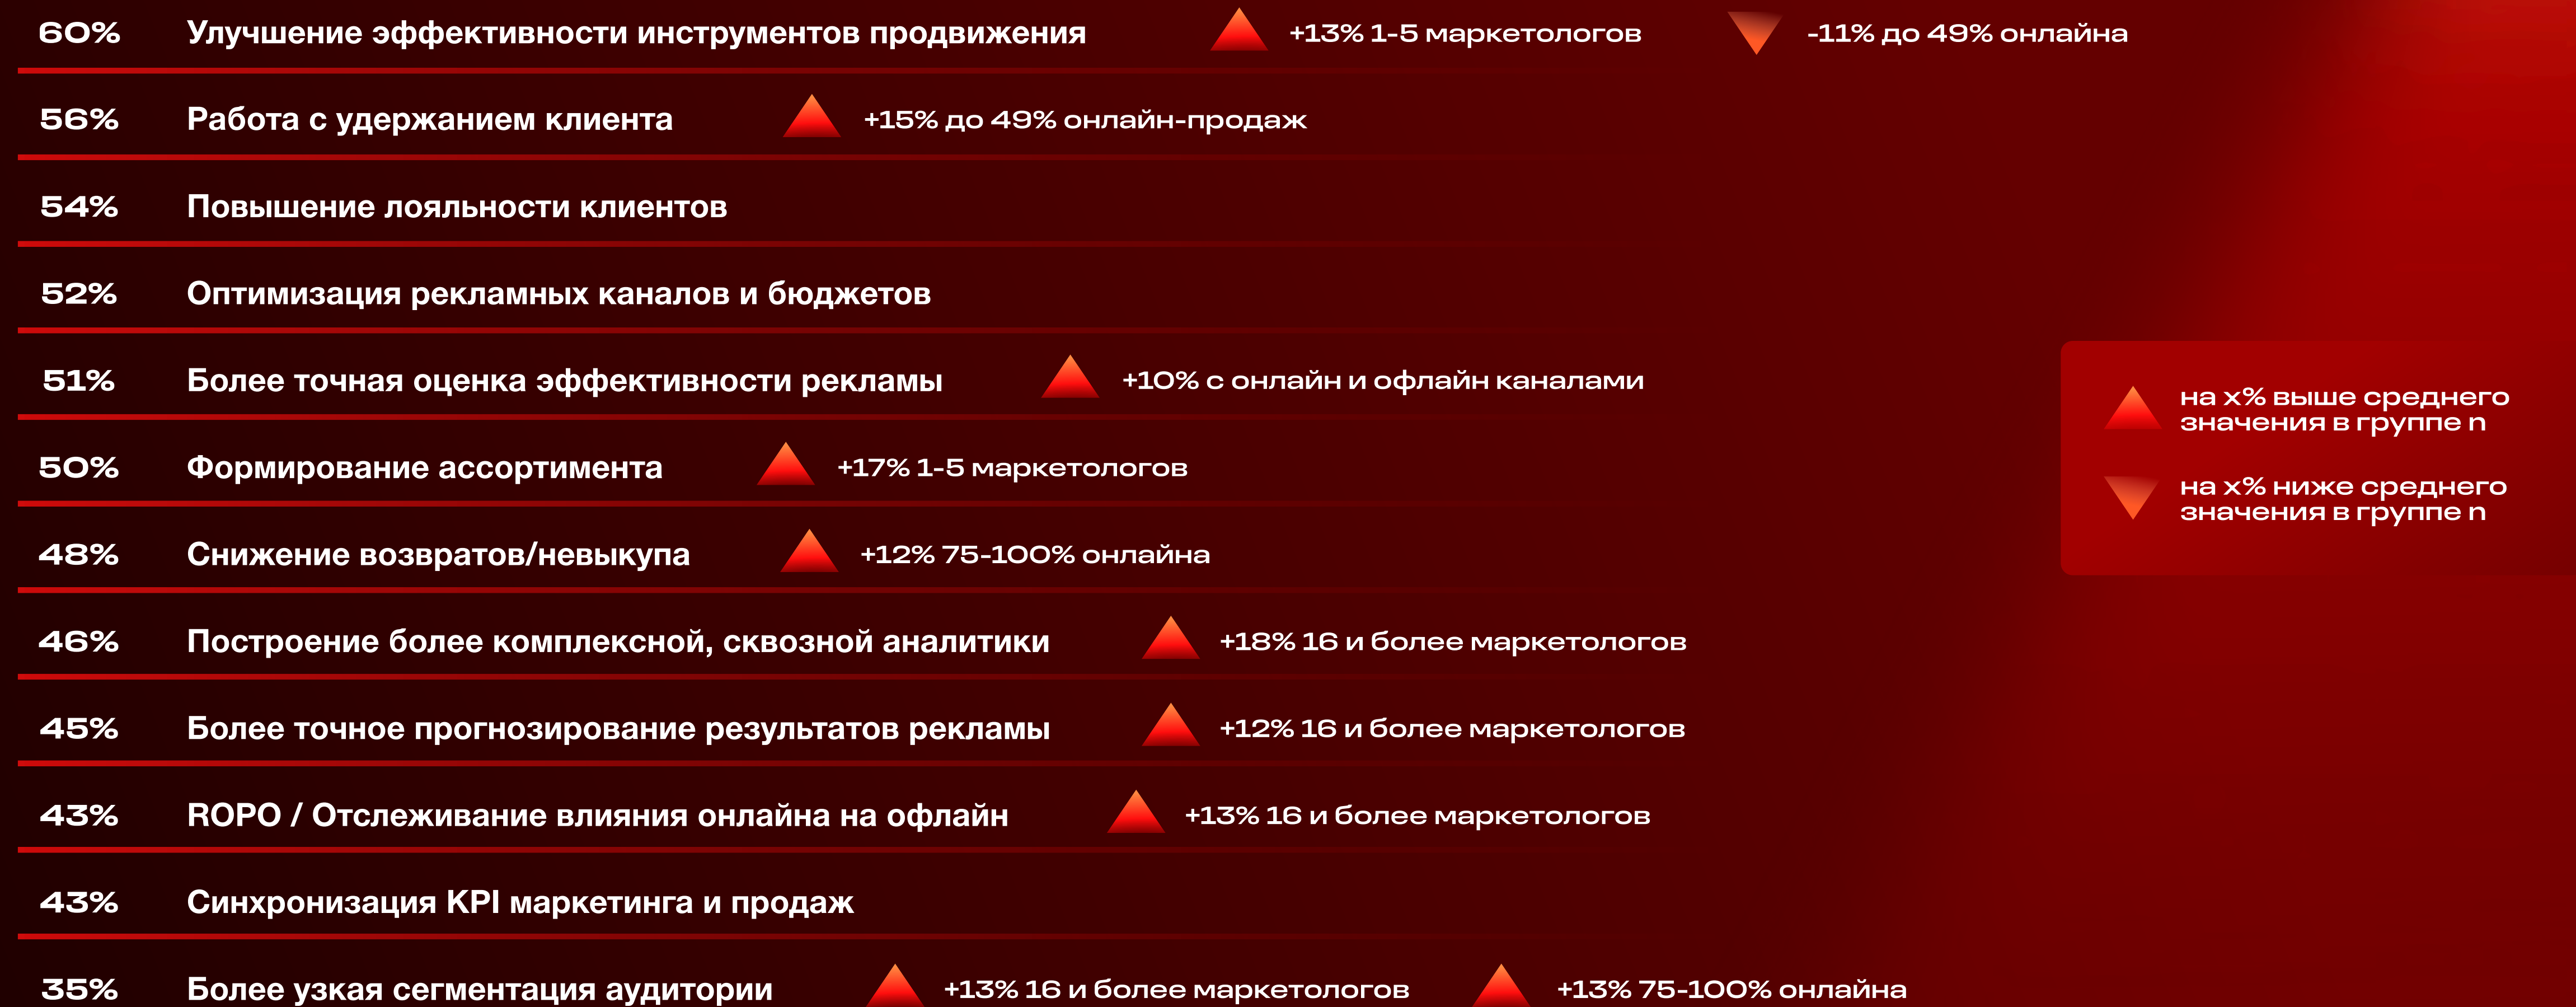 60% Улучшение эффективности инструментов продвижения +13% 1-5 маркетологов -11% до 49% онлайна
56% Работа с удержанием клиента +15% до 49% онлайн-продаж
54% Повышение лояльности клиентов
52% Оптимизация рекламных каналов и бюджетов
51% Более точная оценка эффективности рекламы +10% с онлайн и офлайн каналами
50% Формирование ассортимента +17% 1-5 маркетологов
48% Снижение возвратов/невыкупа +12% 75-100% онлайна
46% Построение более комплексной, сквозной аналитики +18% 16 и более маркетологов
45% Более точное прогнозирование результатов рекламы +12% 16 и более маркетологов
43% ROPO / Отслеживание влияния онлайна на офлайн +13% 16 и более маркетологов
43% Синхронизация KPI маркетинга и продаж
35% Более узкая сегментация аудитории +13% 16 и более маркетологов +13% 75-100% онлайна
на x% выше среднего
значения в группе n
на x% ниже среднего
значения в группе n